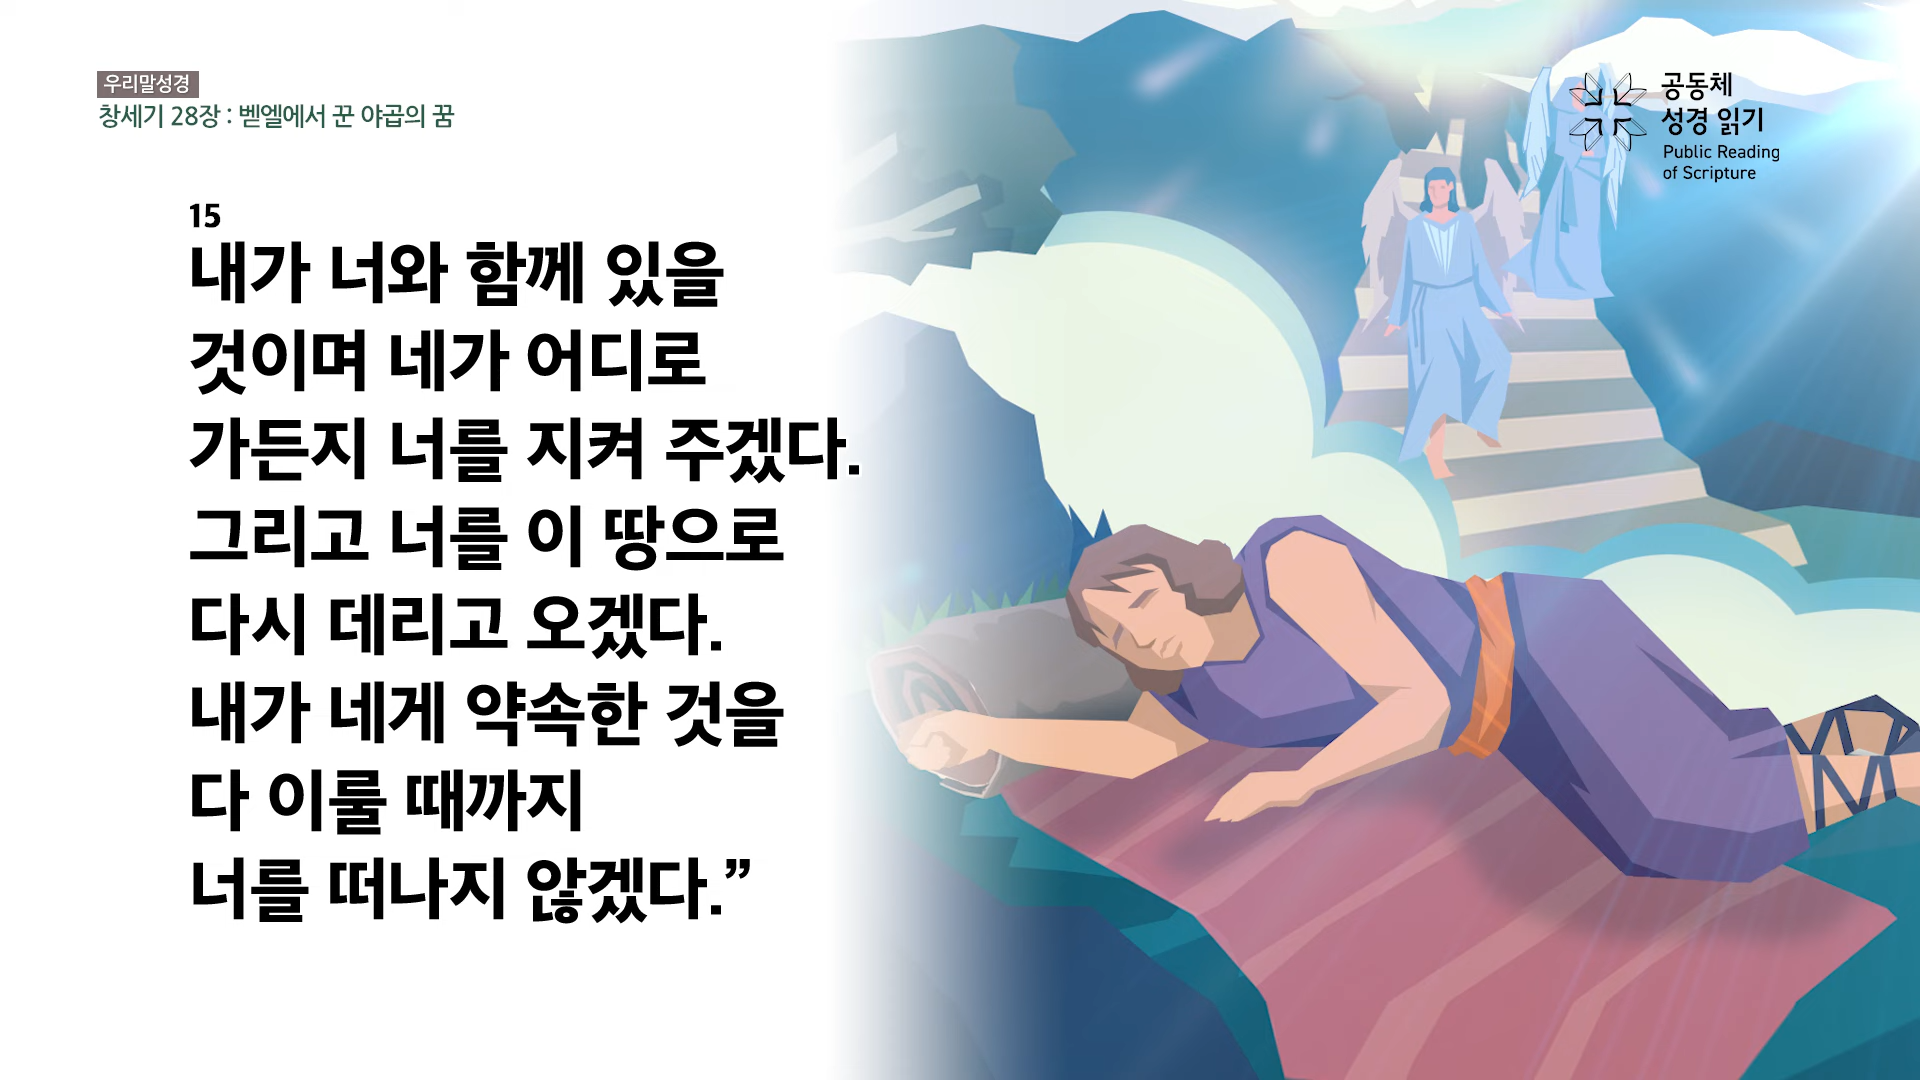 우리말성경
창세기 28장 : 벧엘에서 꾼 야곱의 꿈
공동체
성경 읽기
Public Reading
of Scripture
15
내가 너와 함께 있을
것이며 네가 어디로
가든지 너를 지켜 주겠다.
그리고 너를 이 땅으로
다시 데리고 오겠다.
내가 네게 약속한 것을
다 이룰 때까지
너를 떠나지 않겠다.”